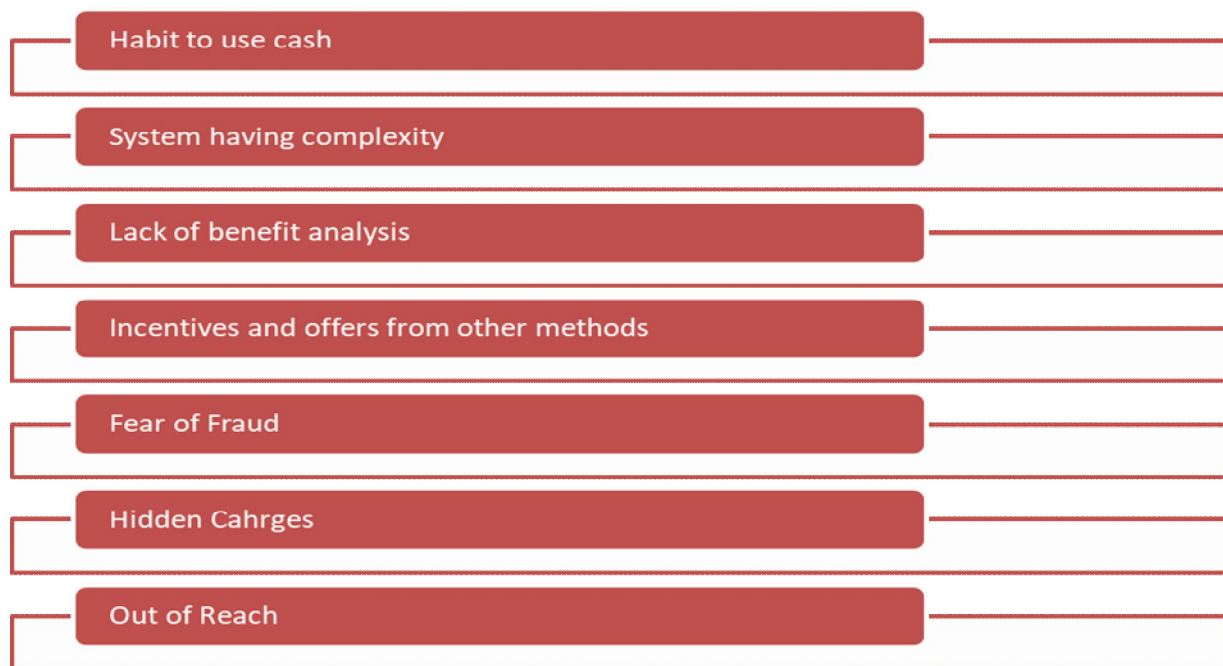 Habit to use cash
System having complexity
Lack of benefit analysis
Incentives and offers from other methods
Fear of Fraud
Hidden Cahrges
Out of Reach